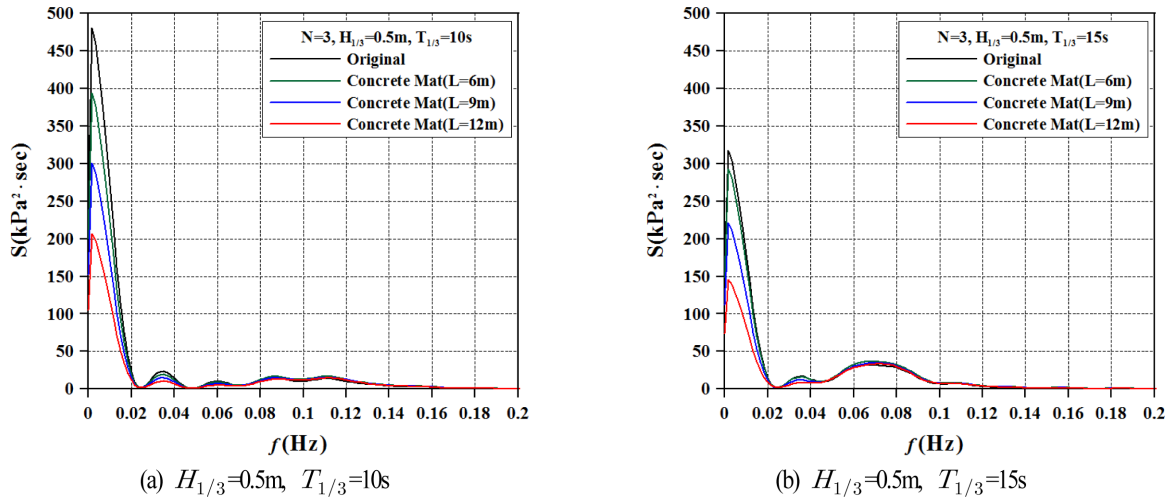 500
450
400
350
300
250
200
150
100
50
0
S(kPa²·sec)
N=3, H1/3=0.5m, T1/3=10s
Original
Concrete Mat(L=6m)
Concrete Mat(L=9m)
Concrete Mat(L=12m)
0 0.02 0.04 0.06 0.08 0.1 0.12 0.14 0.16 0.18 0.2
f(Hz)
(a) H1/3=0.5m, T1/3=10s
500
450
400
350
300
250
200
150
100
50
0
S(kPa²·sec)
N=3, H1/3=0.5m, T1/3=15s
Original
Concrete Mat(L=6m)
Concrete Mat(L=9m)
Concrete Mat(L=12m)
0 0.02 0.04 0.06 0.08 0.1 0.12 0.14 0.16 0.18 0.2
f(Hz)
(b) H1/3=0.5m, T1/3=15s